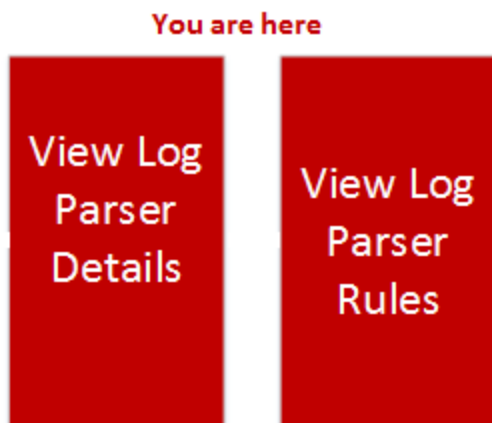 You are here
View Log
Parser
Details
View Log
Parser
Rules